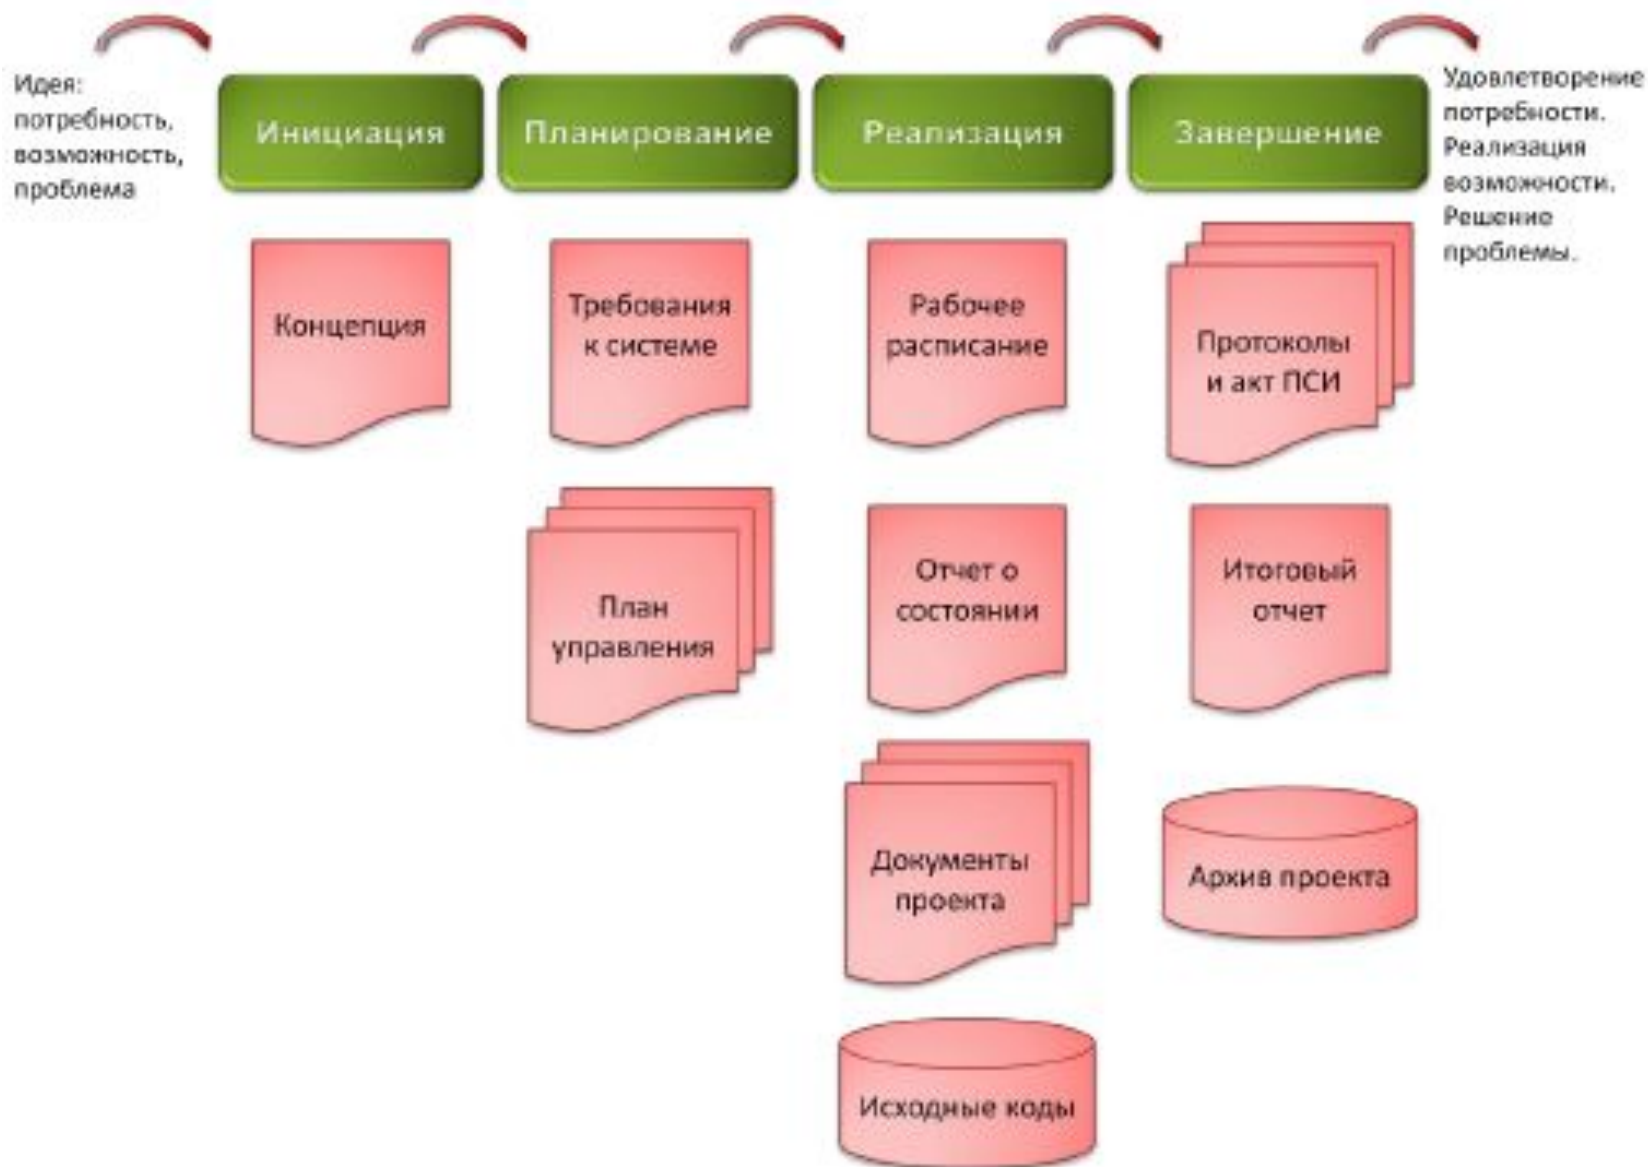 Идея:
потребность,
возможность,
проблема
Инициация
Планирование
Реализация
Завершение
Удовлетворение
потребности.
Реализация
возможности.
Решение
проблемы.
Концепция
Требования
к системе
Рабочее
расписание
Протоколы
и акт ПСИ
План
управления
Отчет о
состоянии
Итоговый
отчет
Документы
проекта
Архив проекта
Исходные коды